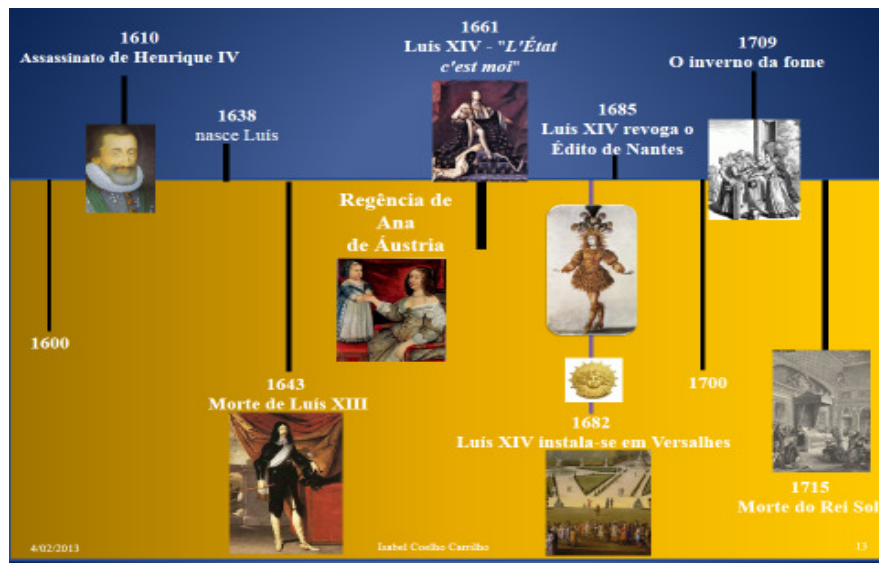 1610
Assassinato de Henrique IV
1638
nasce Luís
1661
Luís XIV - "L'État
c'est moi"
1685
Luís XIV revoga o
Édito de Nantes
1709
O inverno da fome
Regência de
Ana
de Áustria
1600
1643
Morte de Luís XIII
1682
Luís XIV instala-se em Versalhes
1700
1715
Morte do Rei Sol
4/02/2013
Isabel Coelho Carrilho
13